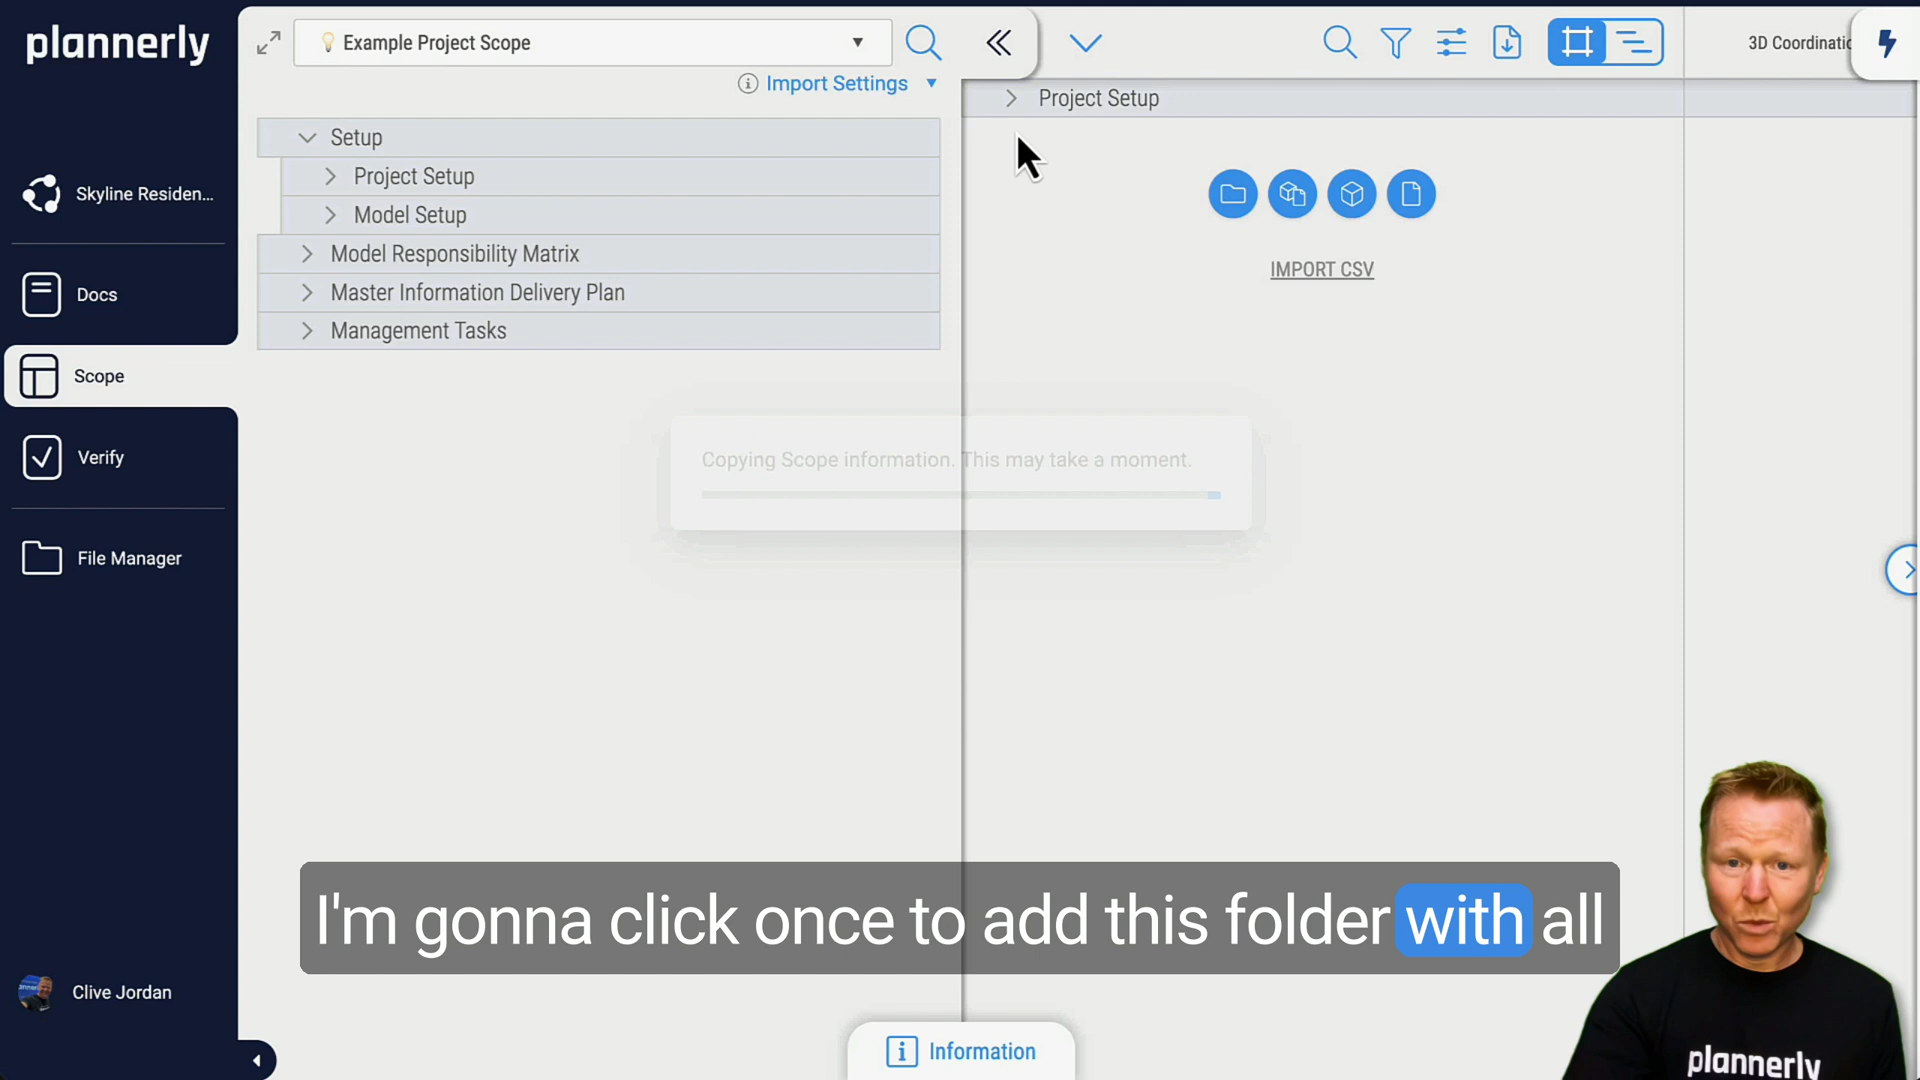 plannerly
Example Project Scope
3D Coordinatic
Import Settings
Project Setup
Setup
Project Setup
Skyline Residen...
Model Setup
Model Responsibility Matrix
IMPORT CSV
Docs
Master Information Delivery Plan
Management Tasks
Scope
Verify
Copying Scope information. This may take a moment.
File Manager
I'm gonna click once to add this folder with all
Clive Jordan
Information
plannerly